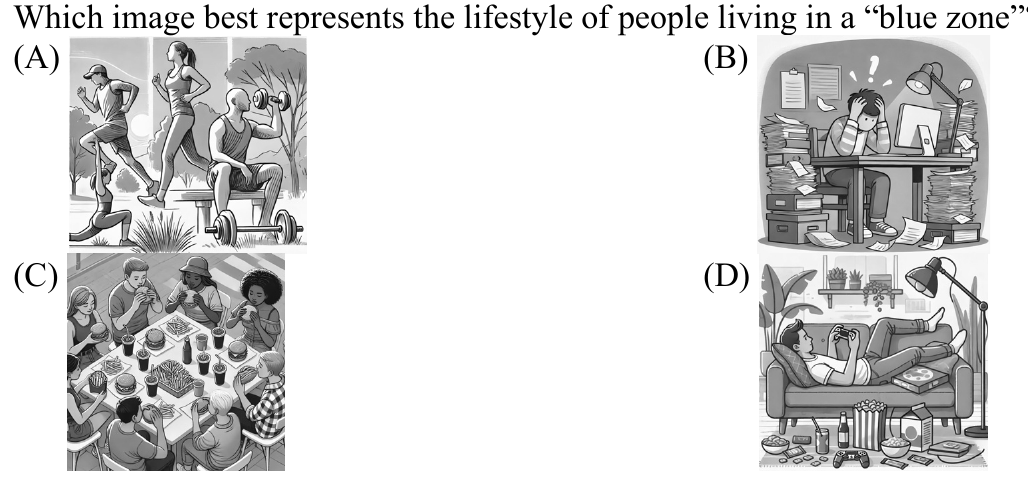 Which image best represents the lifestyle of people living in a “blue zone”
(A)
(B)
(C)
(D)